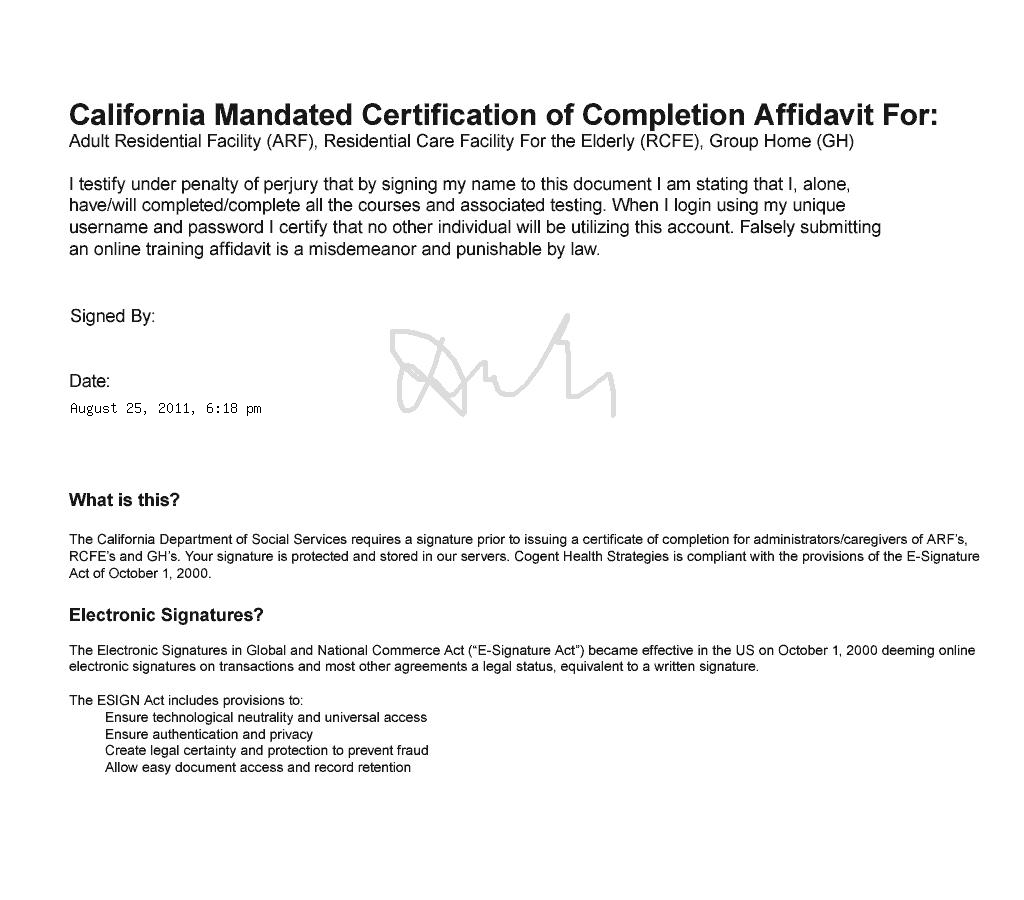 California Mandated Certification of Completion Affidavit For:
Adult Residential Facility (ARF), Residential Care Facility For the Elderly (RCFE), Group Home (GH)
I testify under penalty of perjury that by signing my name to this document I am stating that I, alone,
have/will completed/complete all the courses and associated testing. When I login using my unique
username and password I certify that no other individual will be utilizing this account. Falsely submitting
an online training affidavit is a misdemeanor and punishable by law.
Signed By:
Date:
August 25, 2011, 6:18 pm
What is this?
The California Department of Social Services requires a signature prior to issuing a certificate of completion for administrators/caregivers of ARF's,
RCFE's and GH's. Your signature is protected and stored in our servers. Cogent Health Strategies is compliant with the provisions of the E-Signature
Act of October 1, 2000.
Electronic Signatures?
The Electronic Signatures in Global and National Commerce Act (“E-Signature Act”) became effective in the US on October 1, 2000 deeming online
electronic signatures on transactions and most other agreements a legal status, equivalent to a written signature.
The ESIGN Act includes provisions to:
Ensure technological neutrality and universal access
Ensure authentication and privacy
Create legal certainty and protection to prevent fraud
Allow easy document access and record retention